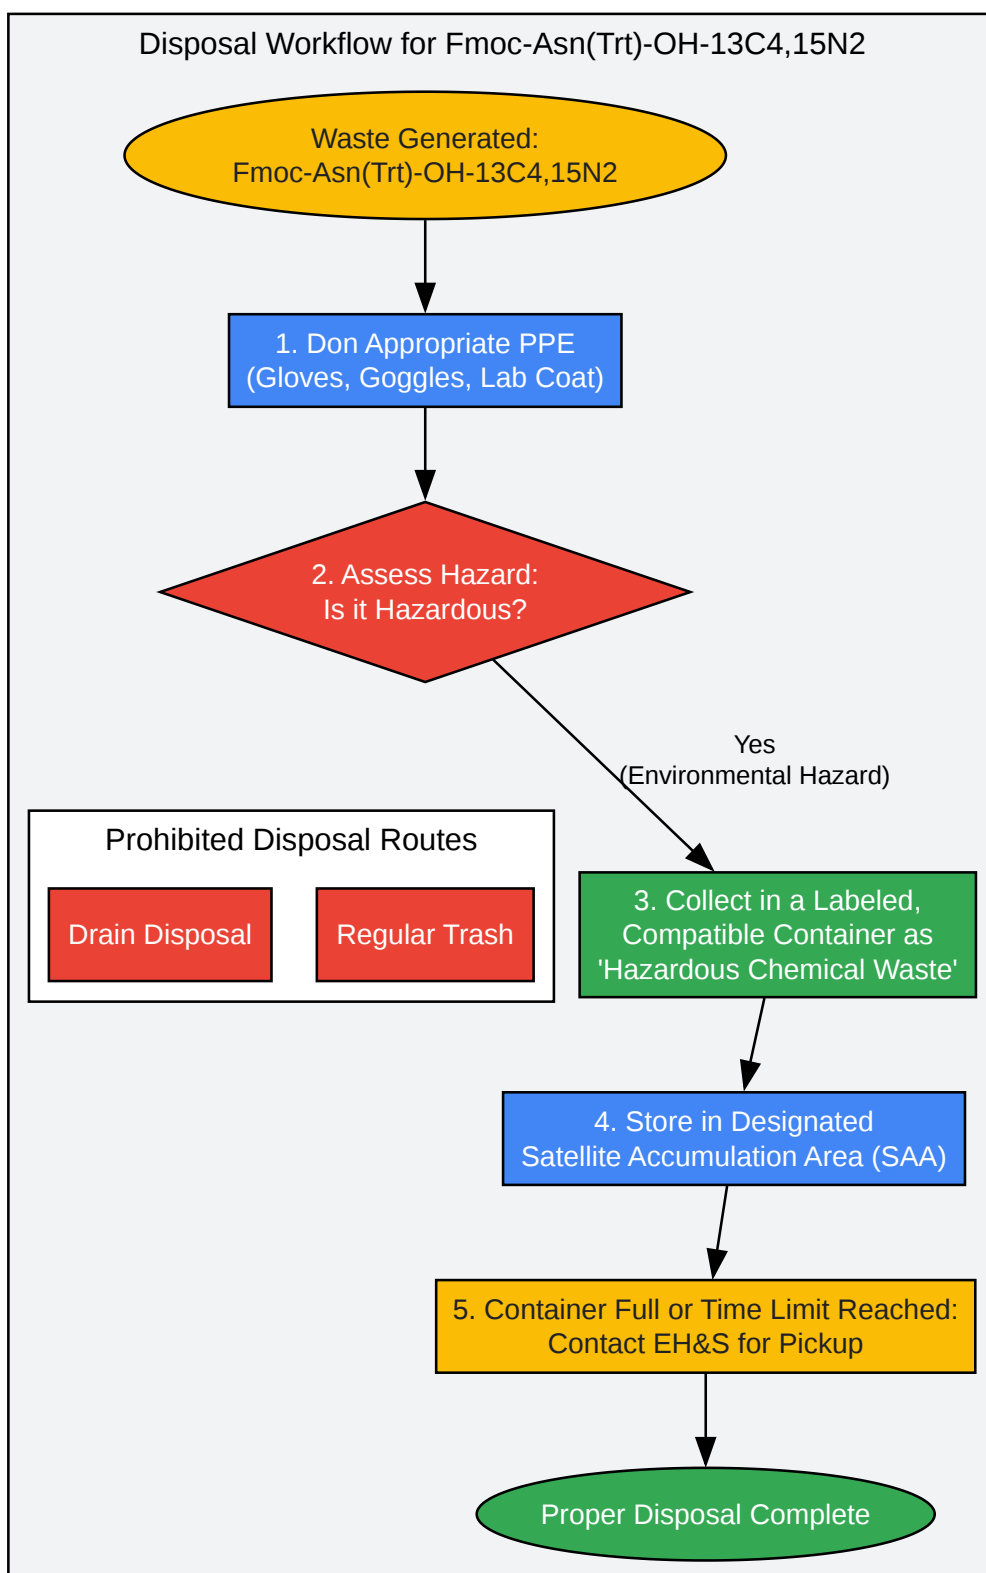 Disposal Workflow for Fmoc-Asn(Trt)-OH-13C4,15N2
Waste Generated:
Fmoc-Asn(Trt)-OH-13C4,15N2
1. Don Appropriate PPE
(Gloves, Goggles, Lab Coat)
2. Assess Hazard:
Is it Hazardous?
Yes
(Environmental Hazard)
Prohibited Disposal Routes
Drain Disposal
Regular Trash
3. Collect in a Labeled,
Compatible Container as
'Hazardous Chemical Waste'
4. Store in Designated
Satellite Accumulation Area (SAA)
5. Container Full or Time Limit Reached:
Contact EH&S for Pickup
Proper Disposal Complete